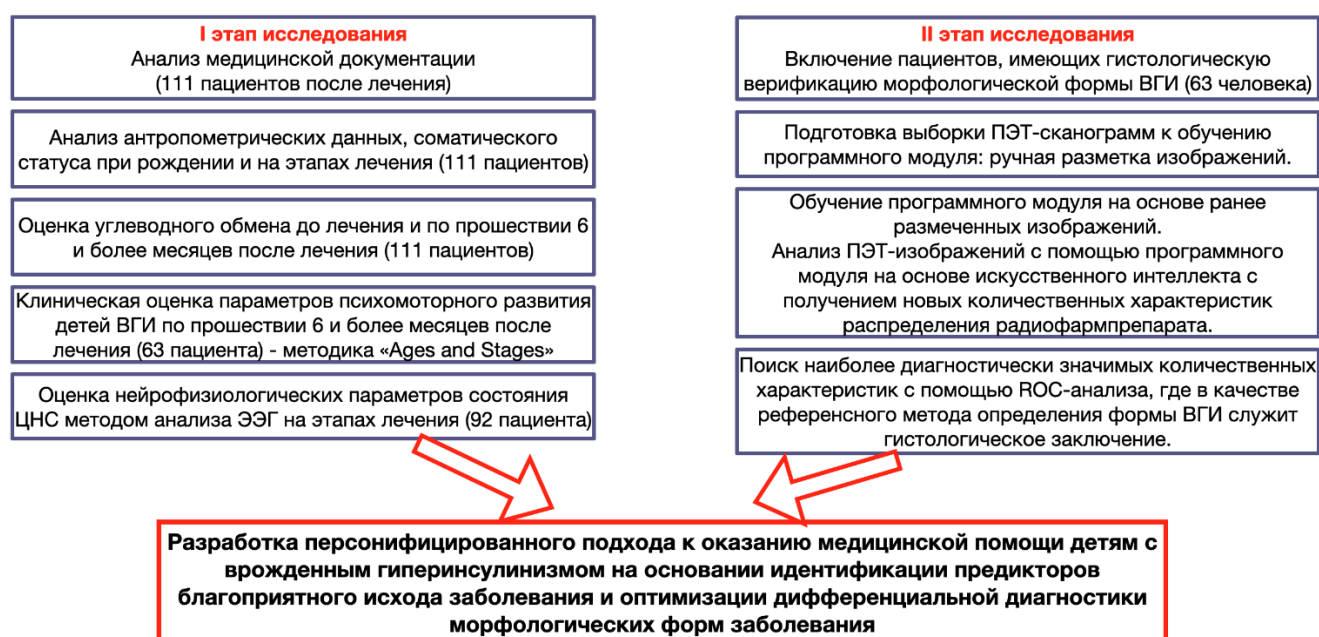 I этап исследования
Анализ медицинской документации
(111 пациентов после лечения)
Анализ антропометрических данных, соматического
статуса при рождении и на этапах лечения (111 пациентов)
Оценка углеводного обмена до лечения и по прошествии 6
и более месяцев после лечения (111 пациентов)
Клиническая оценка параметров психомоторного развития
детей ВГИ по прошествии 6 и более месяцев после
лечения (63 пациента) - методика «Ages and Stages»
Оценка нейрофизиологических параметров состояния
ЦНС методом анализа ЭЭГ на этапах лечения (92 пациента)
II этап исследования
Включение пациентов, имеющих гистологическую
верификацию морфологической формы ВГИ (63 человека)
Подготовка выборки ПЭТ-сканограмм к обучению
программного модуля: ручная разметка изображений.
Обучение программного модуля на основе ранее
размеченных изображений.
Анализ ПЭТ-изображений с помощью программного
модуля на основе искусственного интеллекта с
получением новых количественных характеристик
распределения радиофармпрепарата.
Поиск наиболее диагностически значимых количественных
характеристик с помощью ROC-анализа, где в качестве
референсного метода определения формы ВГИ служит
гистологическое заключение.
Разработка персонифицированного подхода к оказанию медицинской помощи детям с
врожденным гиперинсулинизмом на основании идентификации предикторов
благоприятного исхода заболевания и оптимизации дифференциальной диагностики
морфологических форм заболевания